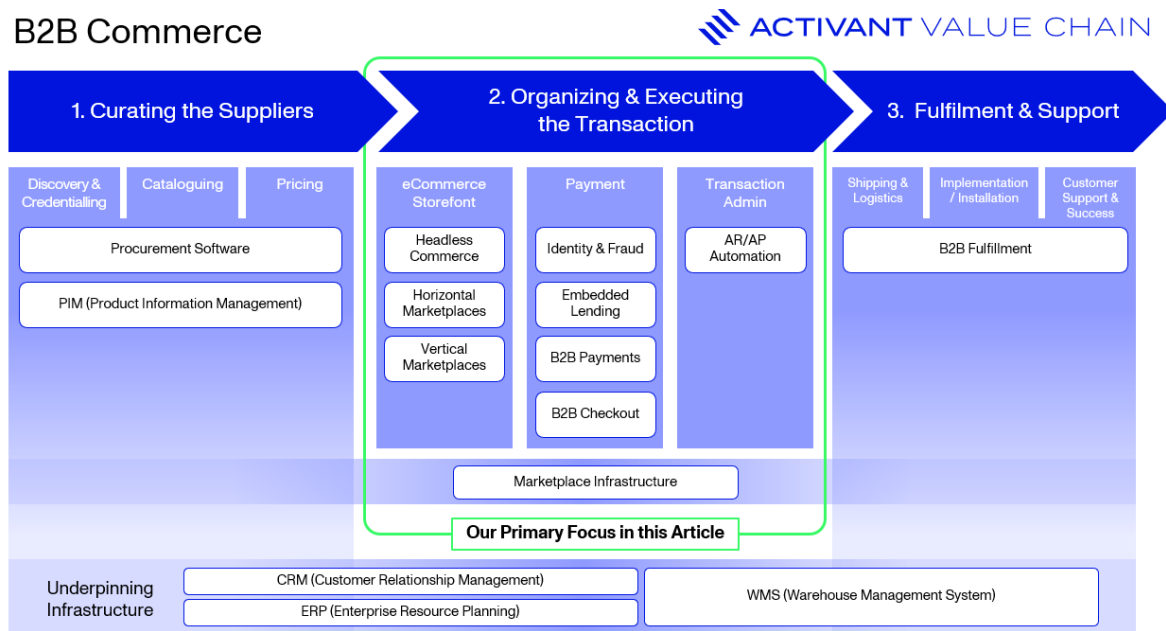 B2B Commerce
ACTIVANT VALUE CHAIN
1. Curating the Suppliers
2. Organizing & Executing
the Transaction
3. Fulfilment & Support
Discovery &
Credentialling
Cataloguing
Pricing
eCommerce
Storefont
Payment
Transaction
Admin
Shipping &
Logistics
Implementation
/ Installation
Customer
Support &
Success
Procurement Software
PIM (Product Information Management)
Headless
Commerce
Horizontal
Marketplaces
Vertical
Marketplaces
Identity & Fraud
Embedded
Lending
B2B Payments
B2B Checkout
AR/AP
Automation
B2B Fulfillment
Marketplace Infrastructure
Our Primary Focus in this Article
Underpinning
Infrastructure
CRM (Customer Relationship Management)
ERP (Enterprise Resource Planning)
WMS (Warehouse Management System)